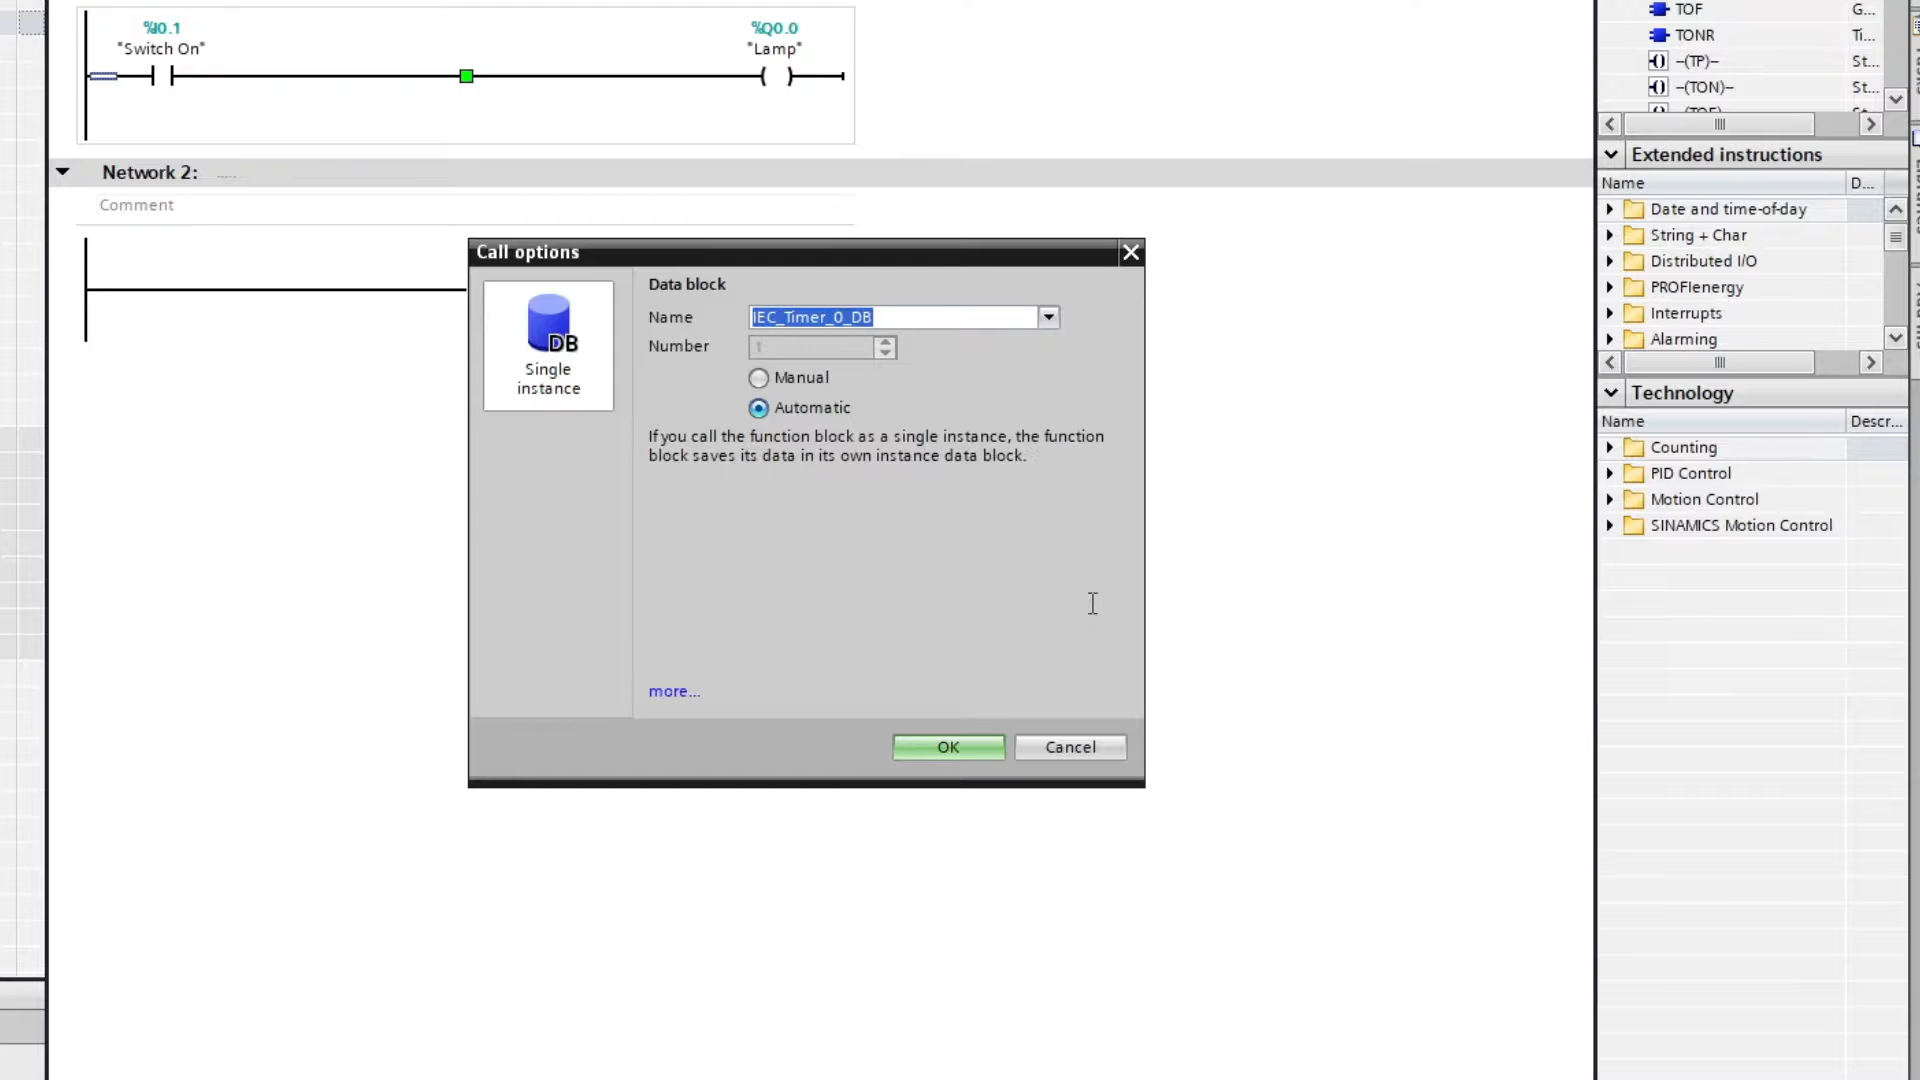 %I0.1
"Switch On"
%Q0.0
"Lamp"
Network 2: .....
Comment
Call options
DB
Single
instance
Data block
Name
IEC_Timer_0_DB
Number
1
Manual
Automatic
If you call the function block as a single instance, the function
block saves its data in its own instance data block.
more...
OK
Cancel
TOF G...
TONR Ti...
-(TP)- St...
-(TON)- St...
Extended instructions
Name D...
Date and time-of-day
String + Char
Distributed I/O
PROFIenergy
Interrupts
Alarming
Technology
Name Descr...
Counting
PID Control
Motion Control
SINAMICS Motion Control